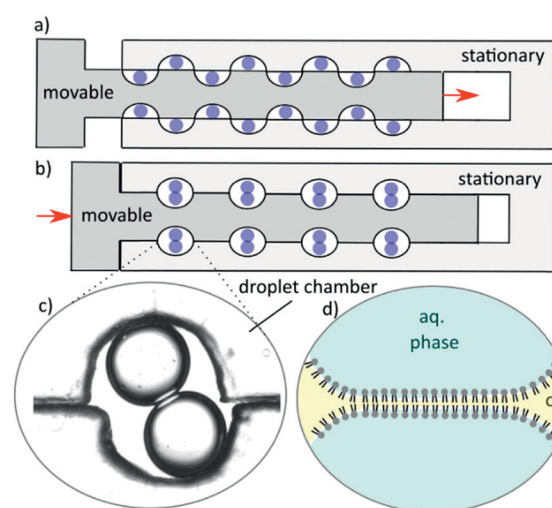 a)
stationary
movable
b)
stationary
movable
droplet chamber
c)
d)
aq.
phase